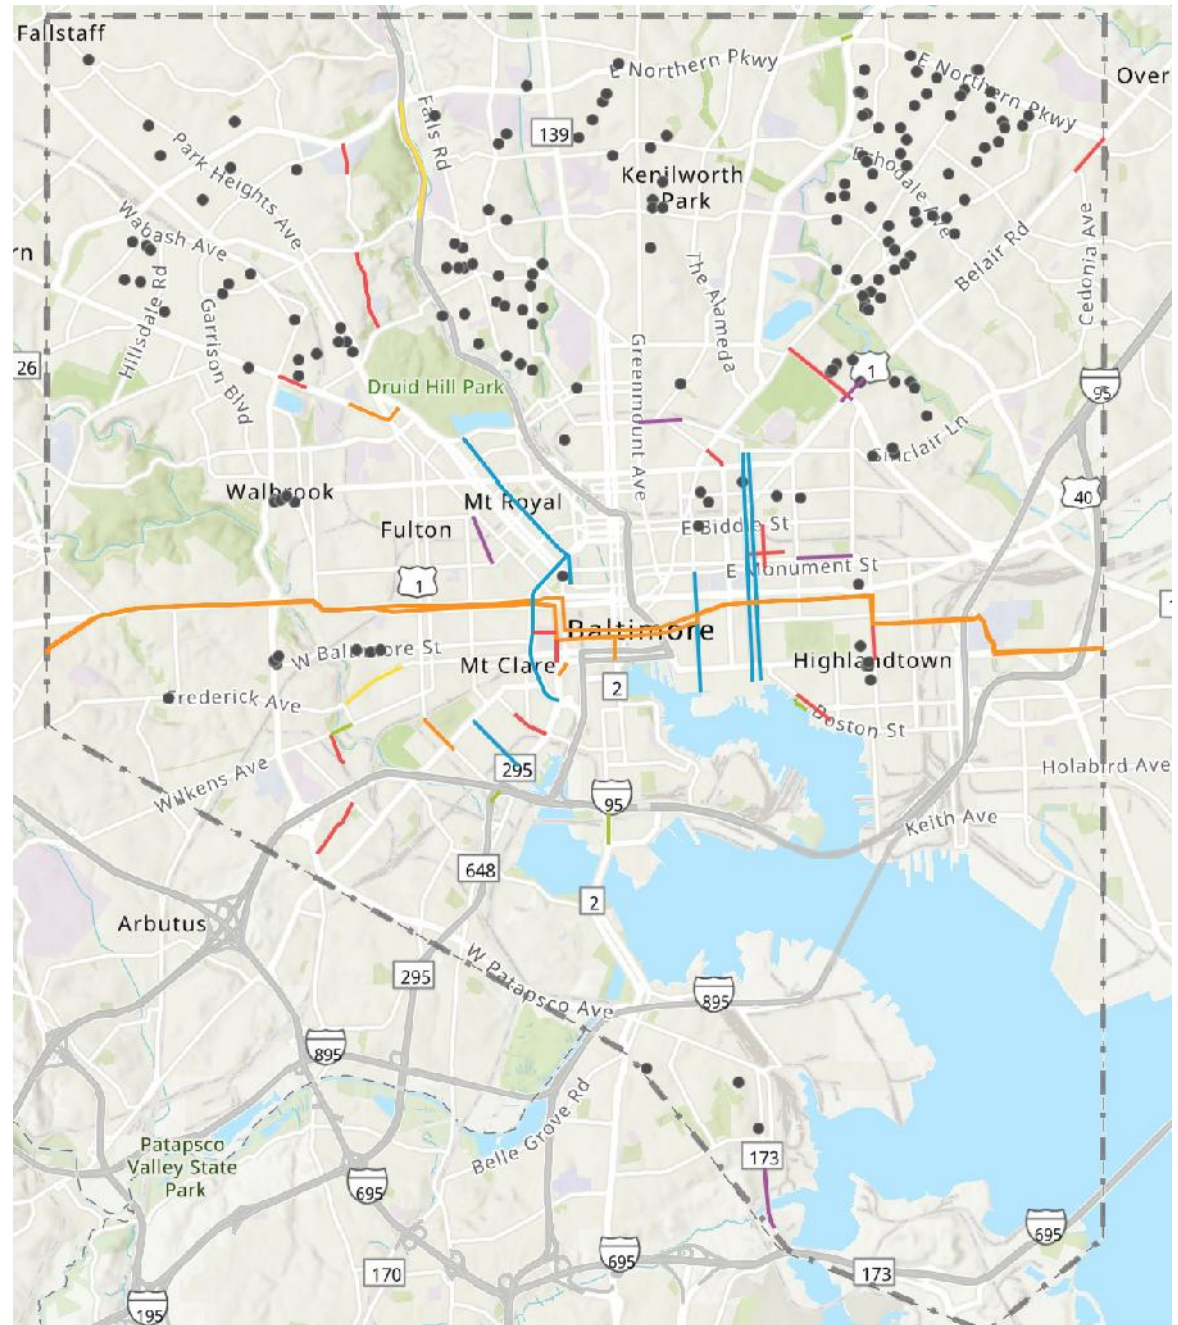 Fallstaff
E Northern Pkwy
E Northern Pkwy
Over
Falls Rd
139
Park Heights Ave
Echodale Ave
Kenilworth
Park
Wabash Ave
rn
Belair Rd
Cedonia Ave
The Alameda
Hillsdale Rd
Garrison Blvd
Greenmount Ave
26
1
95
Druid Hill Park
Sinclair Ln
Walbrook
Mt Royal
40
Fulton
E Biddle St
E Monument St
1
Baltimore
W Baltimore St
Mt Clare
Highlandtown
2
Frederick Ave
Boston St
295
Wilkens Ave
Holabird Ave
95
Keith Ave
648
2
Arbutus
W Patapsco Ave
295
895
895
Belle Grove Rd
Patapsco
Valley State
Park
173
695
695
695
170
173
195